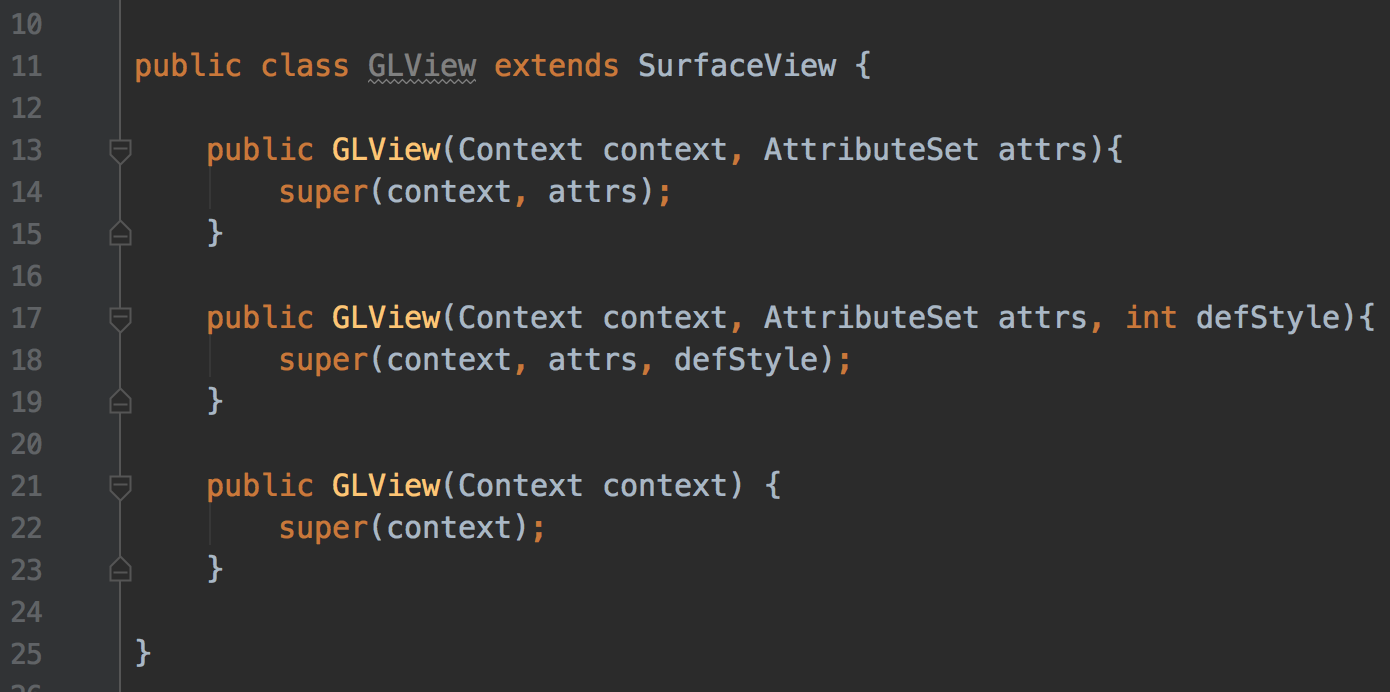 10
11 public class GLView extends SurfaceView {
12
13     public GLView(Context context, AttributeSet attrs){
14         super(context, attrs);
15     }
16
17     public GLView(Context context, AttributeSet attrs, int defStyle){
18         super(context, attrs, defStyle);
19     }
20
21     public GLView(Context context) {
22         super(context);
23     }
24
25 }
26